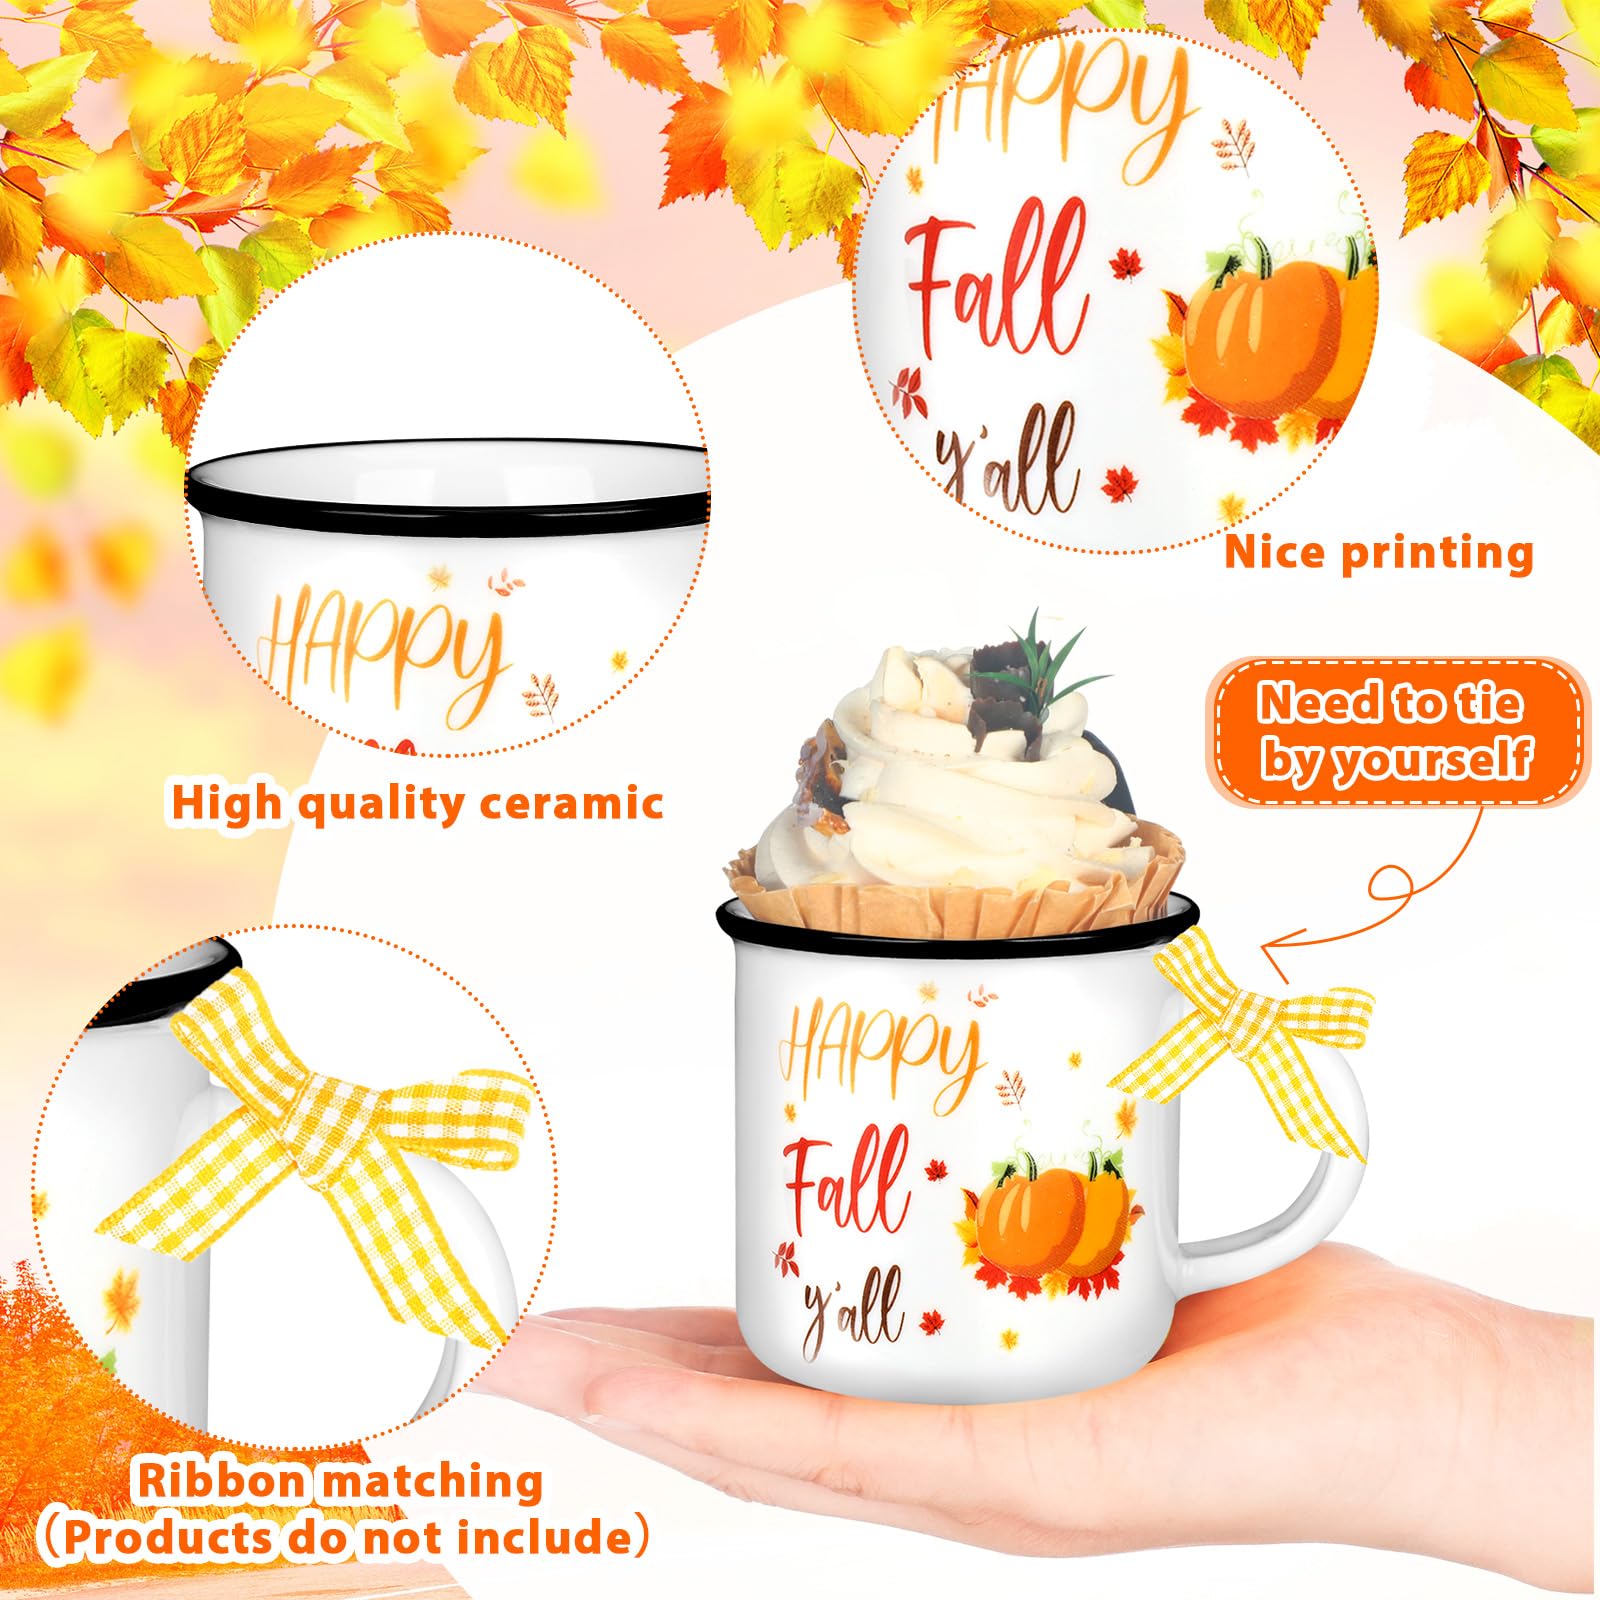 HAppy
Fall
y'all
Nice printing
HAppy
High quality ceramic
Need to tie
by yourself
HAppy
Fall
y'all
Ribbon matching
（Products do not include）